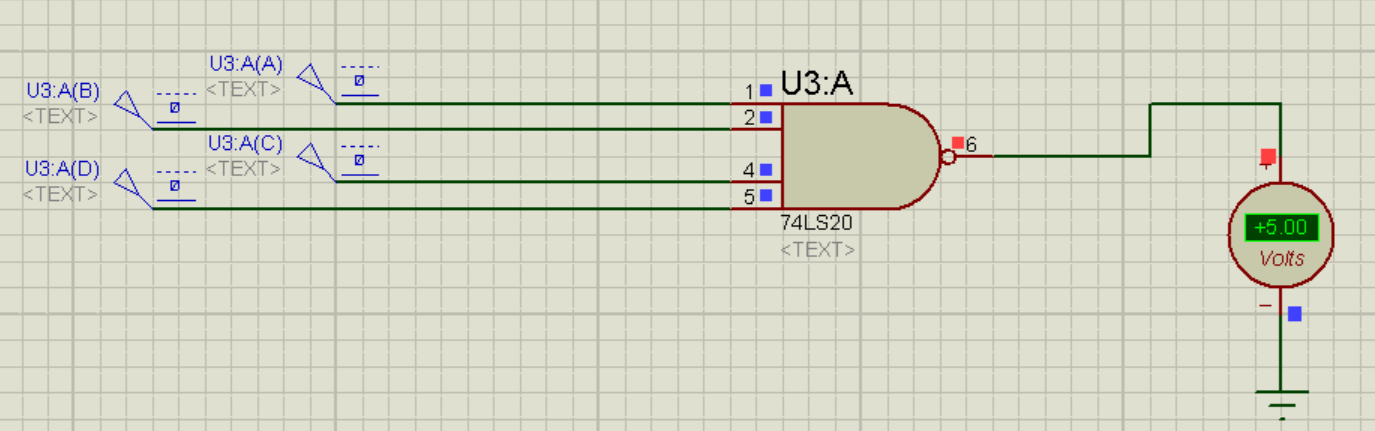 U3:A(A)
<TEXT>
0
U3:A(B)
<TEXT>
0
U3:A(C)
<TEXT>
0
U3:A(D)
<TEXT>
0
U3:A
1
2
4
5
6
74LS20
<TEXT>
+
+5.00
Volts
−